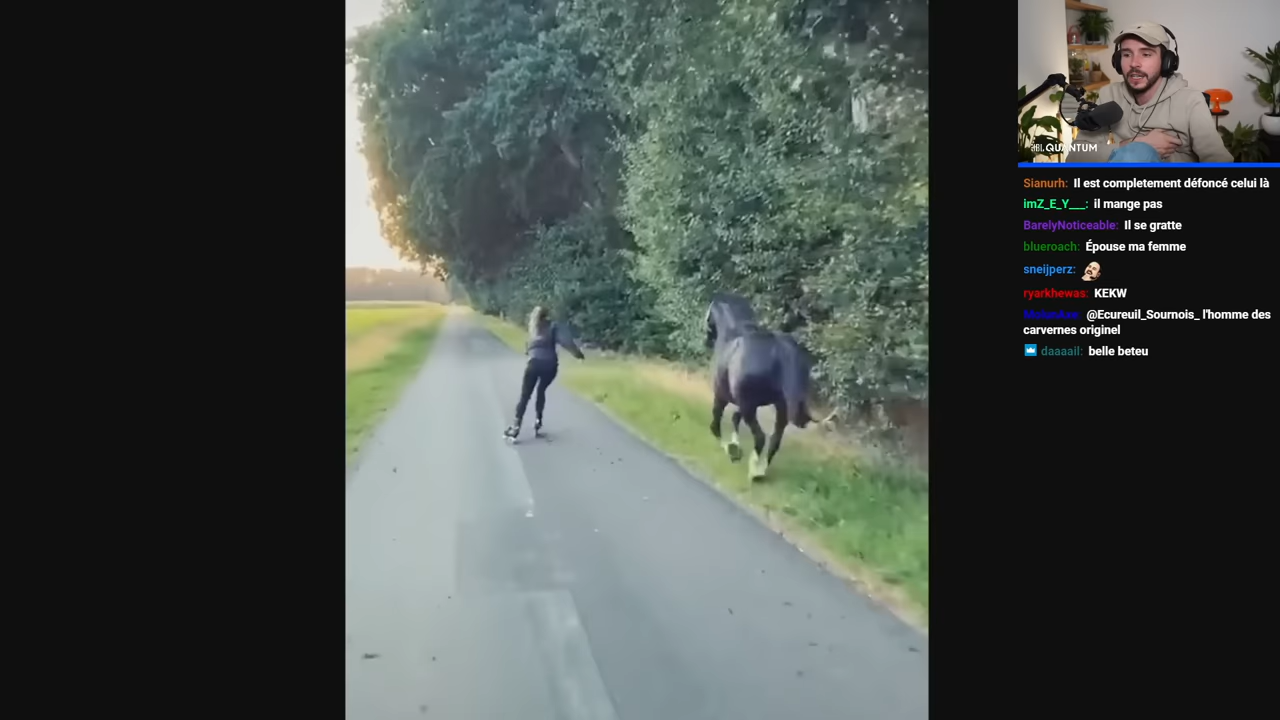 JBL QUANTUM
Sianurh: Il est completement défoncé celui là
imZ_E_Y___: il mange pas
BarelyNoticeable: Il se gratte
blueroach: Épouse ma femme
sneijperz:
ryarkhewas: KEKW
@Ecureuil_Sournois_ l'homme des
carvernes originel
daaaail: belle beteu